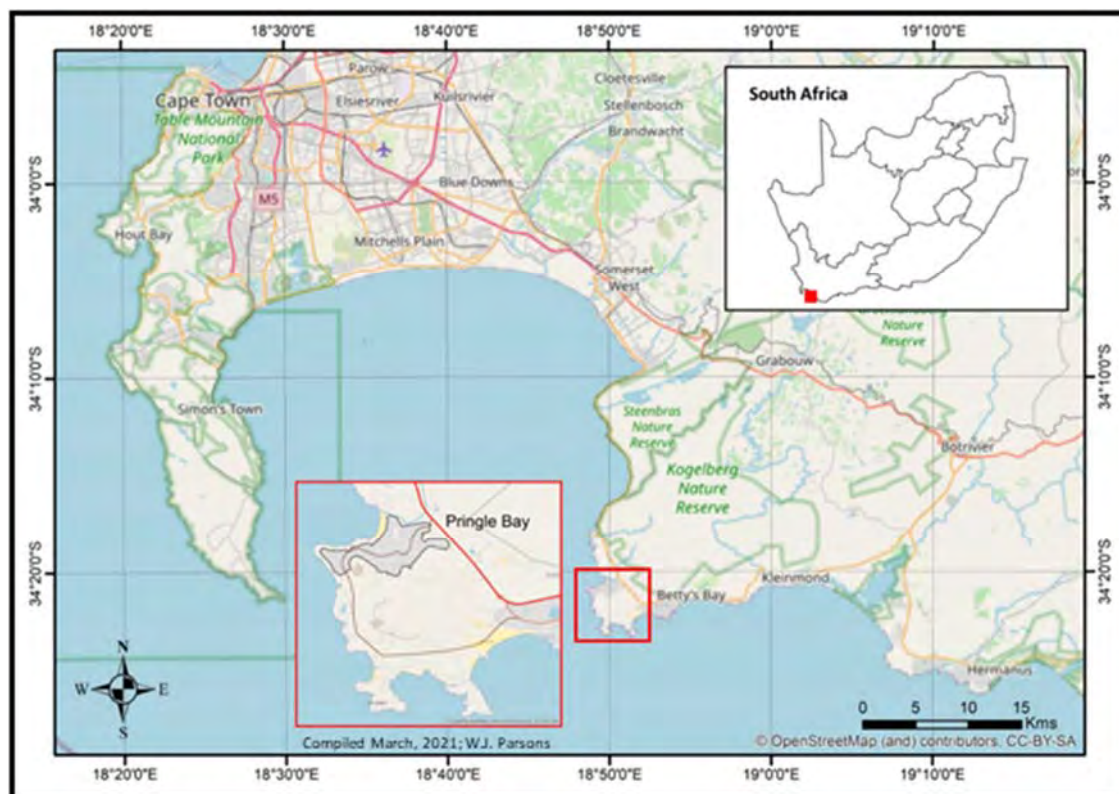 18°20'0"E 18°30'0"E 18°40'0"E 18°50'0"E 19°0'0"E 19°10'0"E
Parow
Cape Town
Elsiesriver
Kuilsrivier
Cloetesville
Stellenbosch
Brandwacht
South Africa
Table Mountain
National
Park
34°0'0"S
34°0'0"S
M5
Blue Downs
Hout Bay
Mitchells Plain
Somerset
West
Nature
Reserve
34°10'0"S
34°10'0"S
Grabouw
Simon's Town
Steenbras
Nature
Reserve
Botrivier
Kogelberg
Nature
Reserve
Pringle Bay
34°20'0"S
34°20'0"S
Betty's Bay
Kleinmond
Hermanus
N
W E
S
0 5 10 15
Kms
Compiled March, 2021; W.J. Parsons
© OpenStreetMap (and) contributors, CC-BY-SA
18°20'0"E 18°30'0"E 18°40'0"E 18°50'0"E 19°0'0"E 19°10'0"E